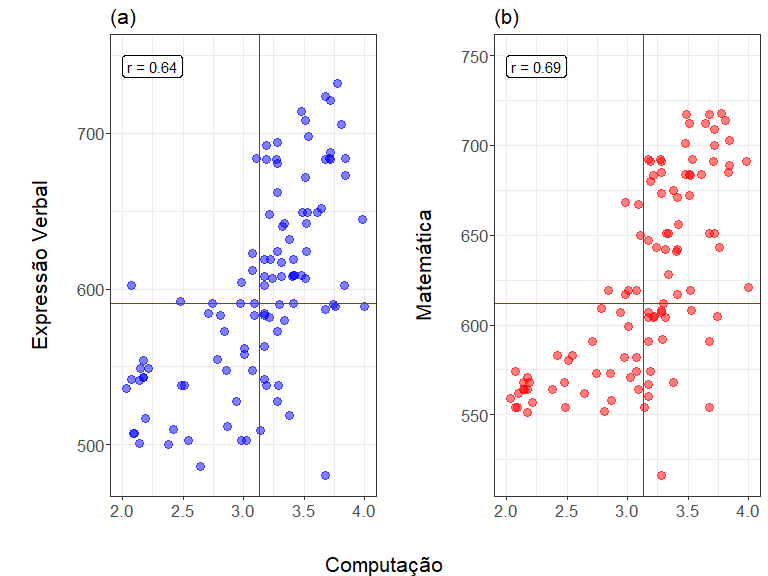 (a)
r = 0.64
Expressão Verbal
700
600
500
2.0 2.5 3.0 3.5 4.0
(b)
r = 0.69
Matemática
750
700
650
600
550
2.0 2.5 3.0 3.5 4.0
Computação